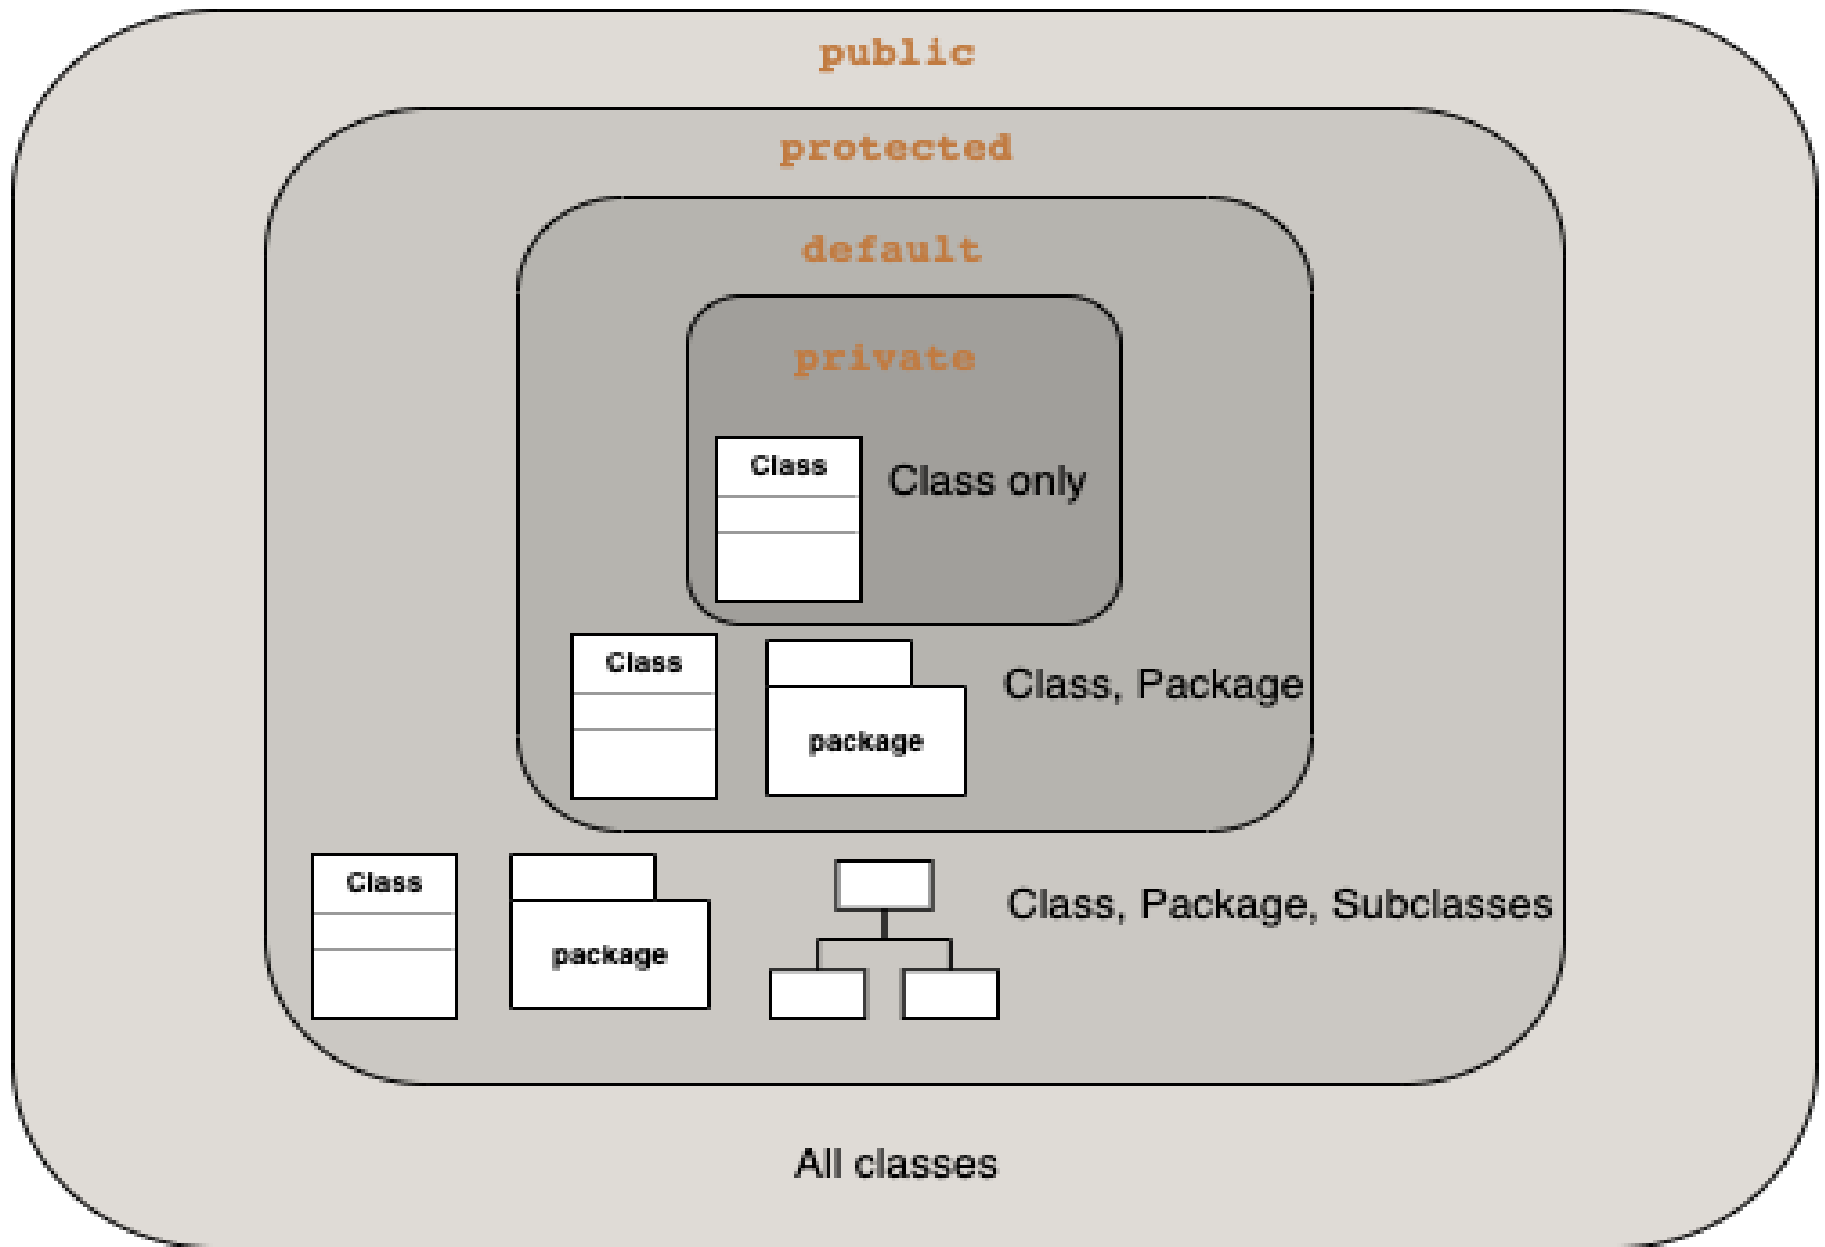 public
protected
default
private
Class
Class only
Class
package
Class, Package
Class
package
Class, Package, Subclasses
All classes